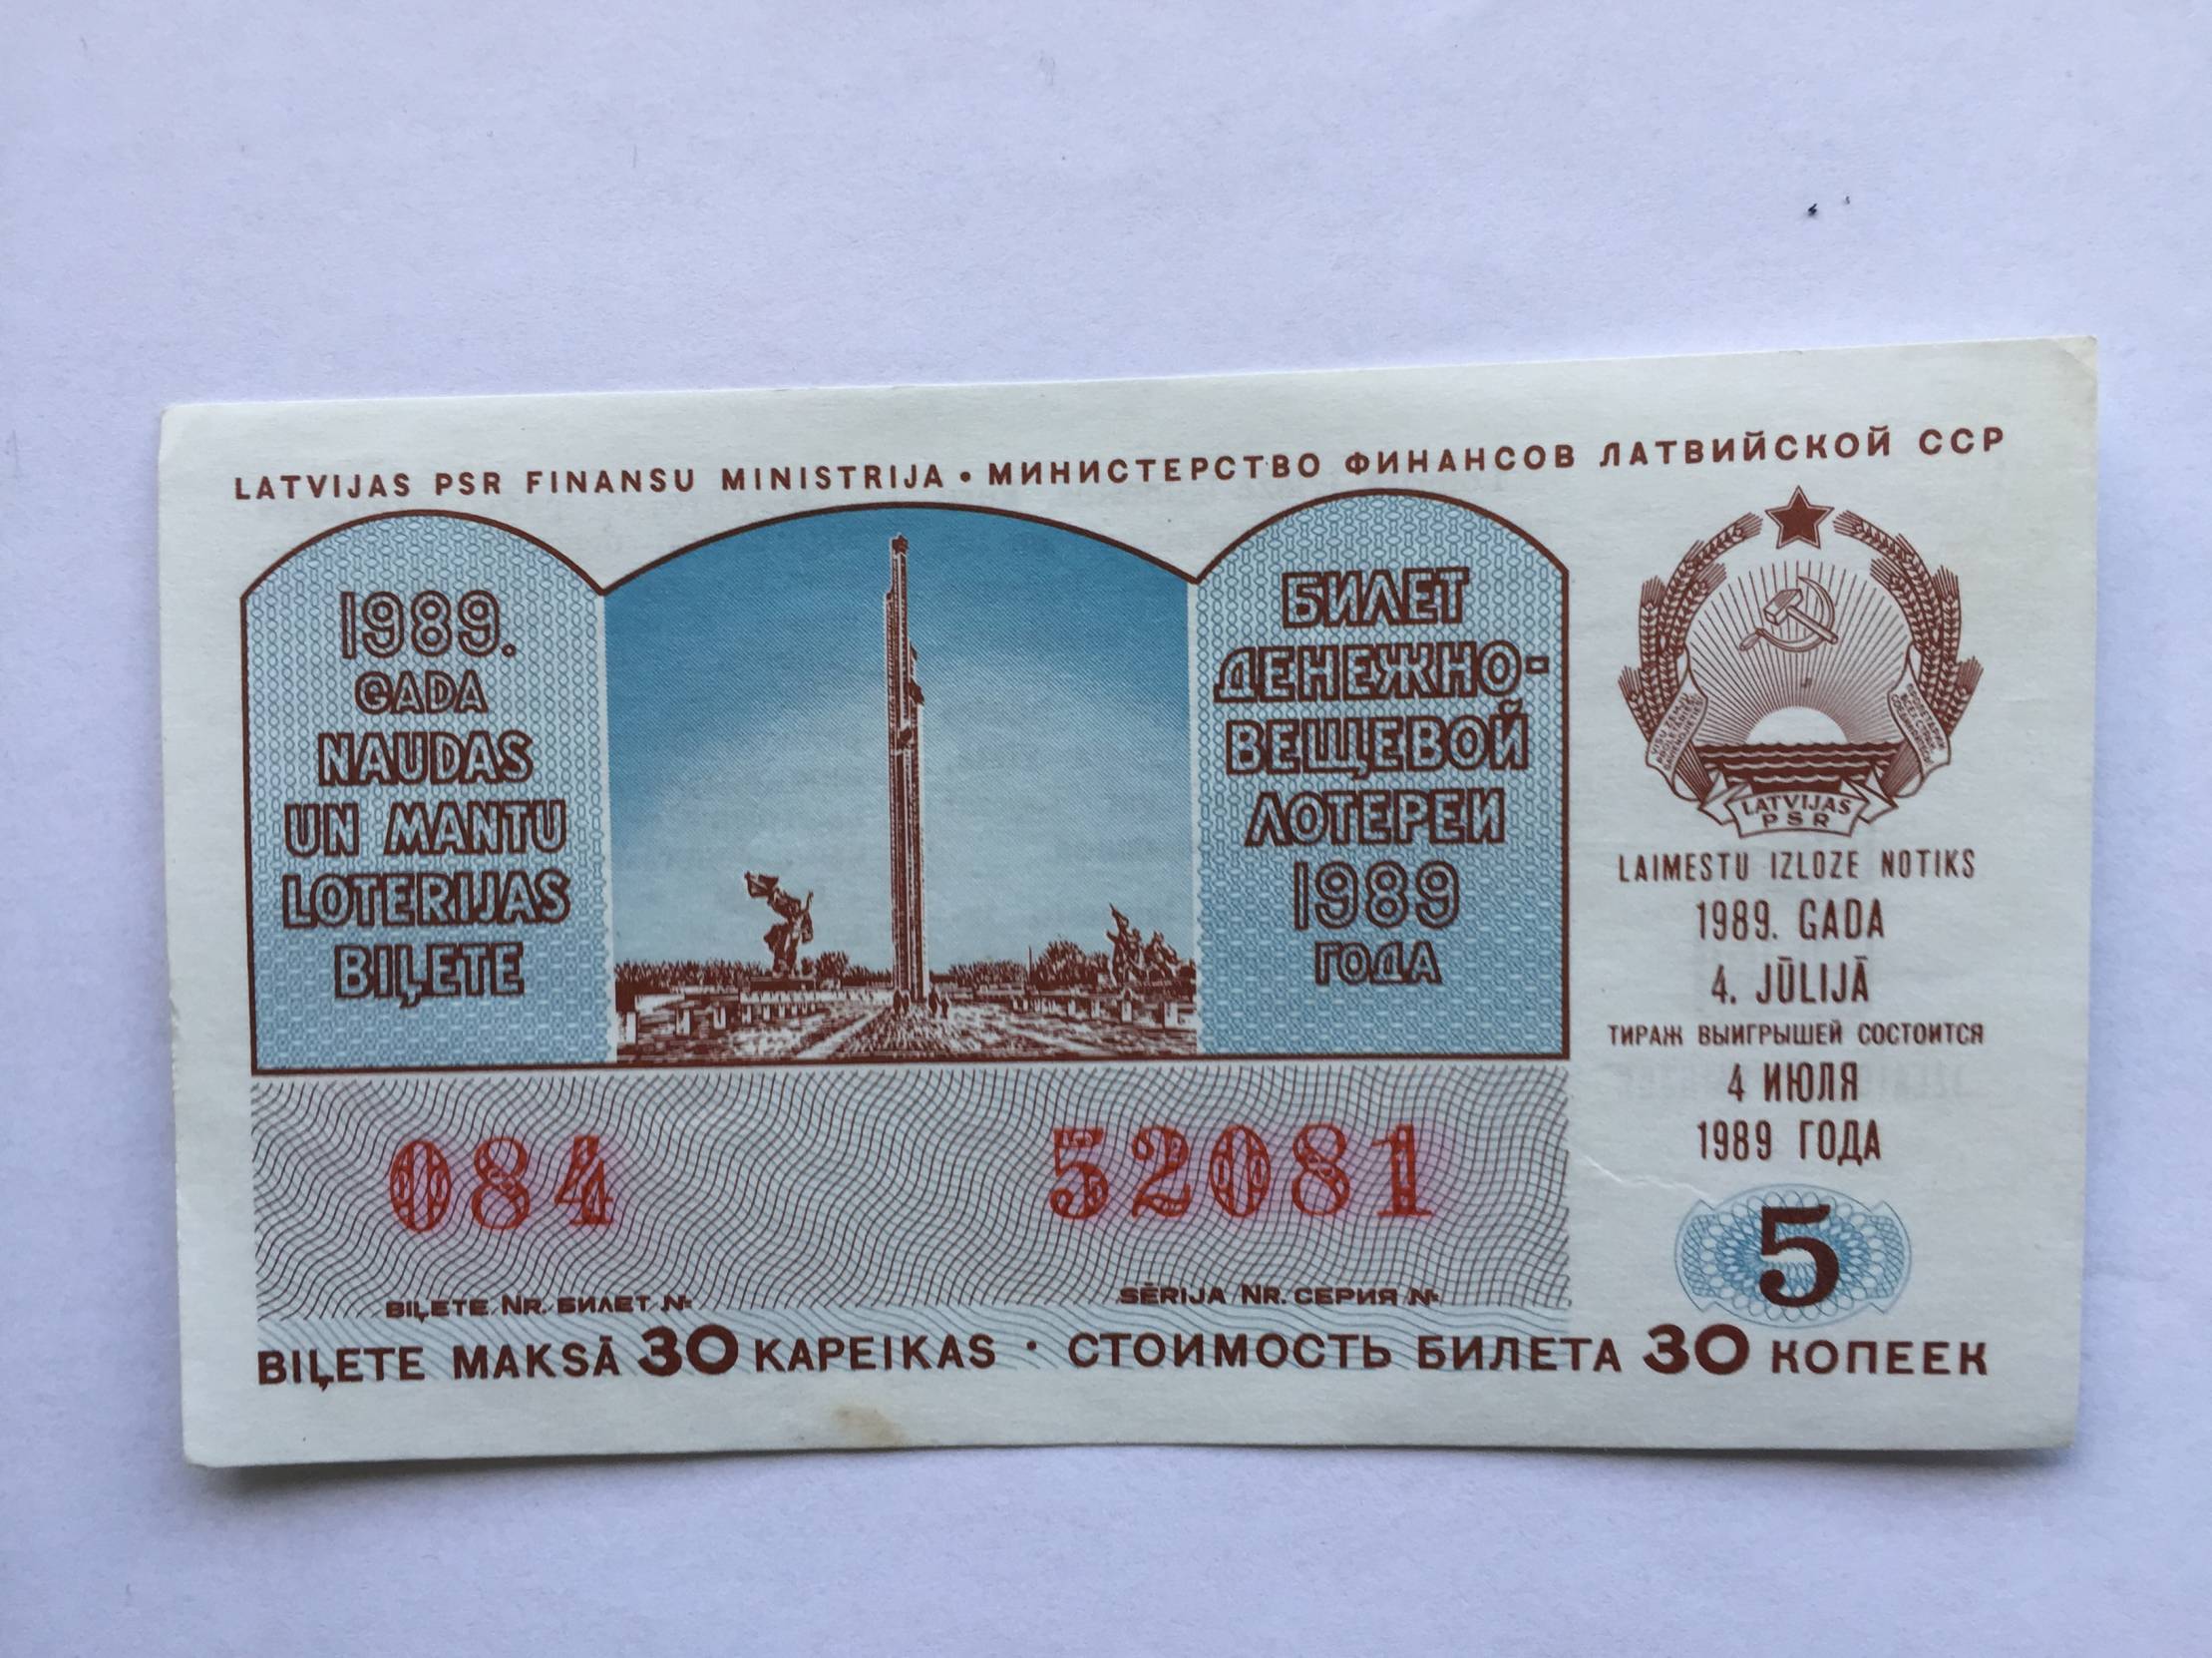 LATVIJAS PSR FINANSU MINISTRIJA • МИНИСТЕРСТВО ФИНАНСОВ ЛАТВИЙСКОЙ ССР
1989.
GADA
NAUDAS
UN MANTU
LOTERIJAS
BIĻETE
БИЛЕТ
ДЕНЕЖНО-
ВЕЩЕВОЙ
ЛОТЕРЕИ
1989
ГОДА
LATVIJAS
PSR
LAIMESTU IZLOZE NOTIKS
1989. GADA
4. JŪLIJĀ
ТИРАЖ ВЫИГРЫШЕЙ СОСТОИТСЯ
4 ИЮЛЯ
1989 ГОДА
5
084 52081
BIĻETE NR. БИЛЕТ № SĒRIJA NR. СЕРИЯ №
BIĻETE MAKSĀ 30 KAPEIKAS · СТОИМОСТЬ БИЛЕТА 30 КОПЕЕК